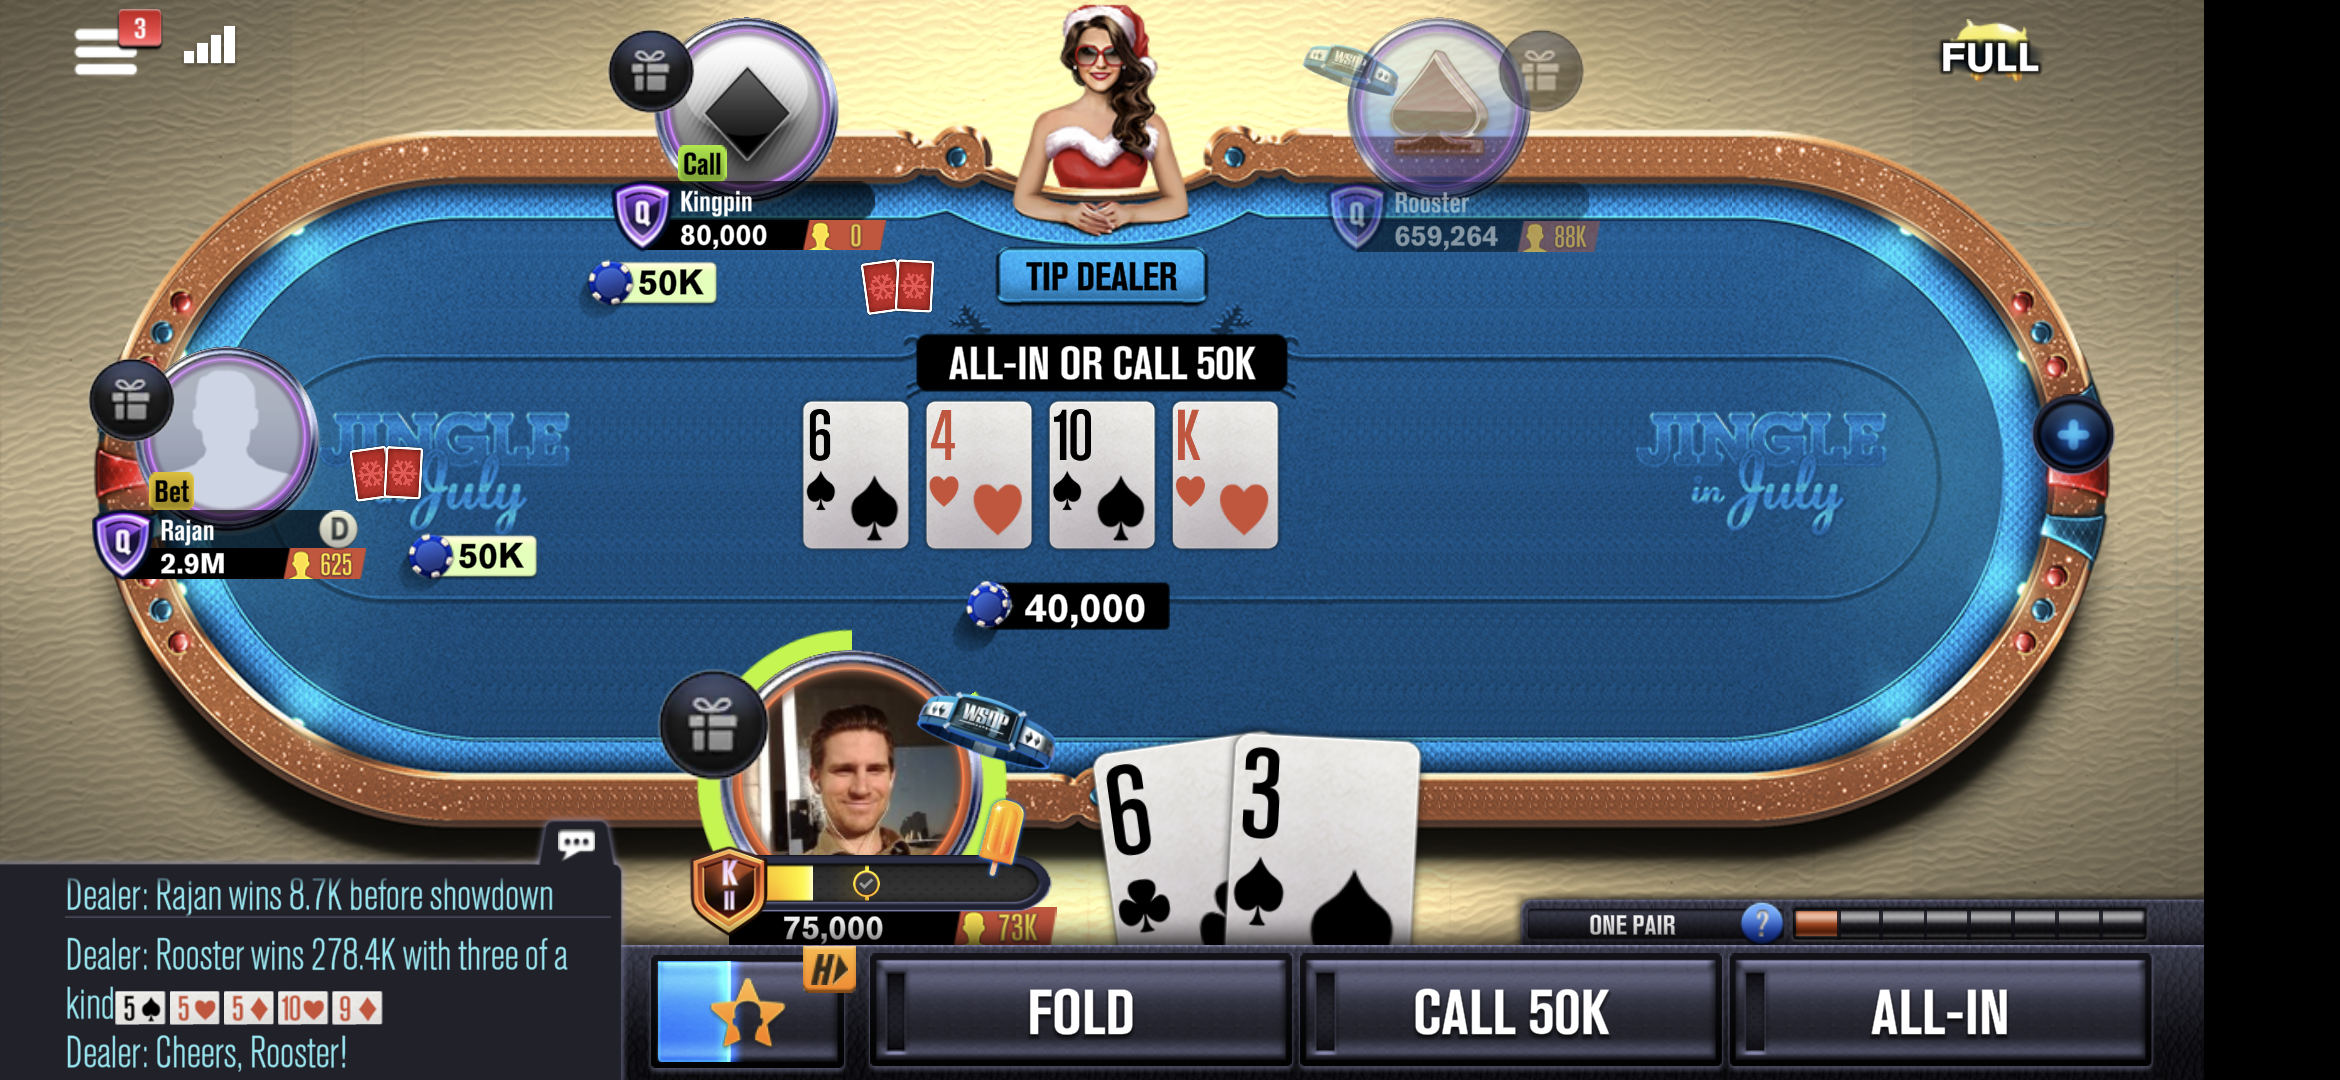 3
FULL
WSOP
Call
Q
Kingpin
80,000
0
50K
Q
Rooster
659,264
88K
TIP DEALER
ALL-IN OR CALL 50K
6
4
10
K
JINGLE
in July
JINGLE
in July
Bet
Q
Rajan
D
2.9M
625
50K
40,000
WSOP
6
3
K
II
75,000
73K
Dealer: Rajan wins 8.7K before showdown
Dealer: Rooster wins 278.4K with three of a
kind 5♠ 5♥ 5♦ 10♥ 9♦
Dealer: Cheers, Rooster!
ONE PAIR
?
H
FOLD
CALL 50K
ALL-IN